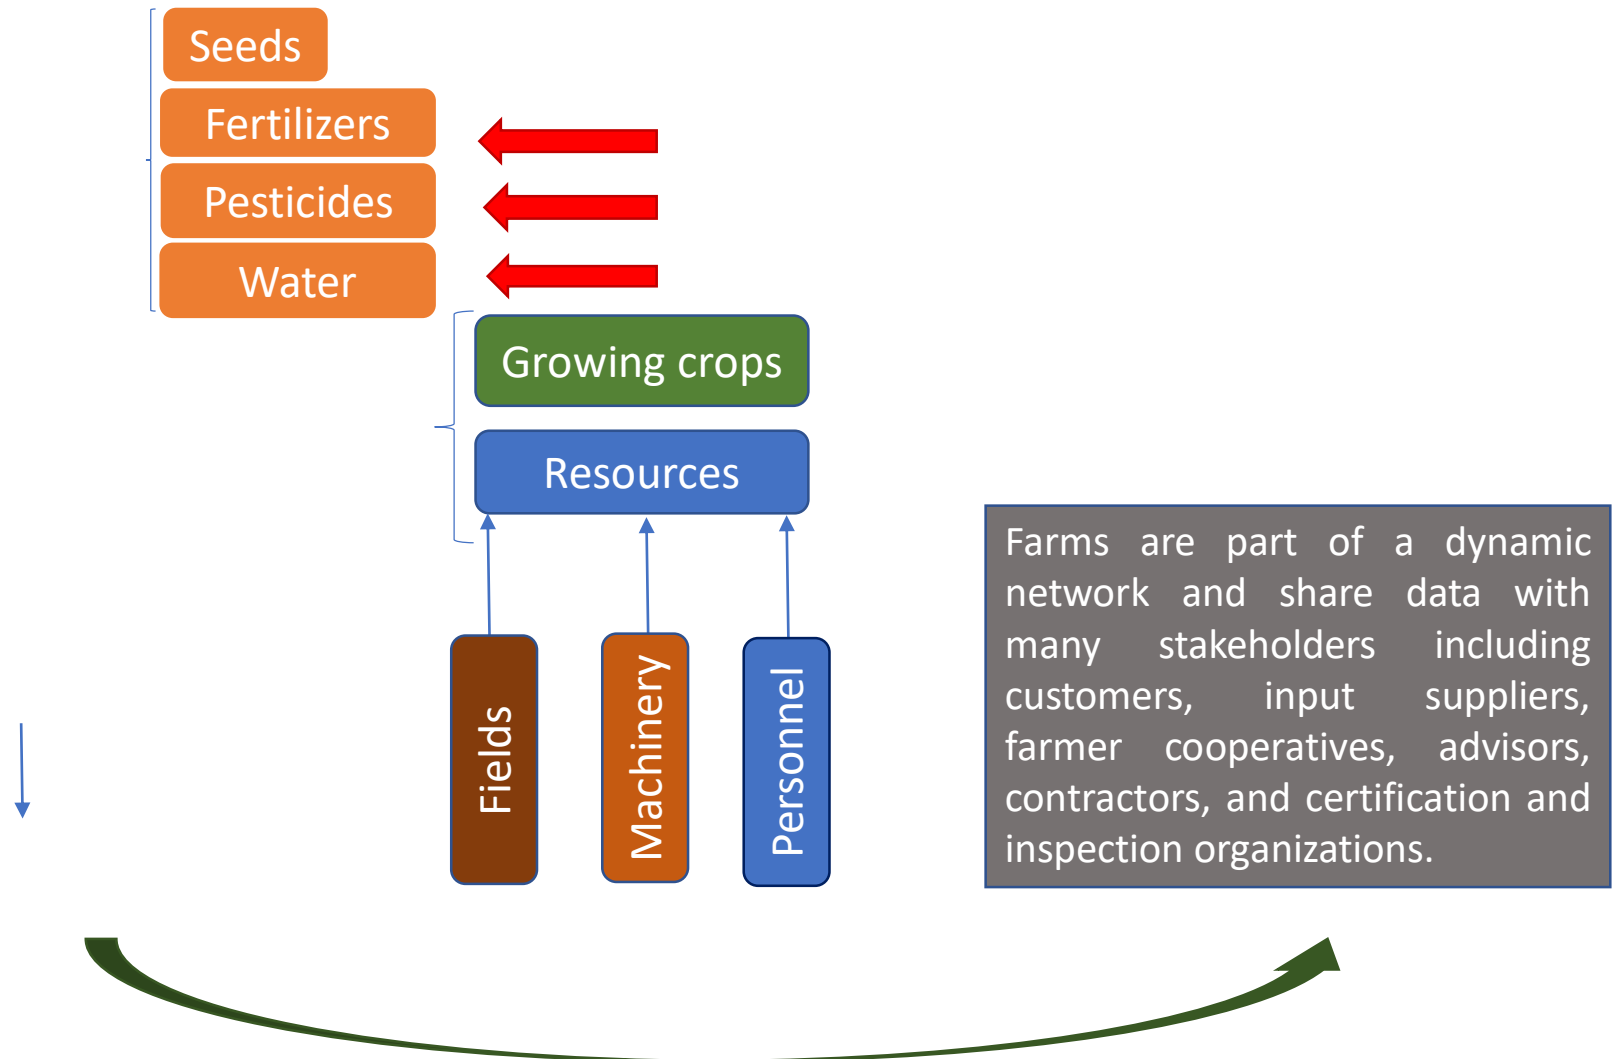 Seeds
Fertilizers
Pesticides
Water
Growing crops
Resources
Fields
Machinery
Personnel
Farms are part of a dynamic
network and share data with
many stakeholders including
customers, input suppliers,
farmer cooperatives, advisors,
contractors, and certification and
inspection organizations.